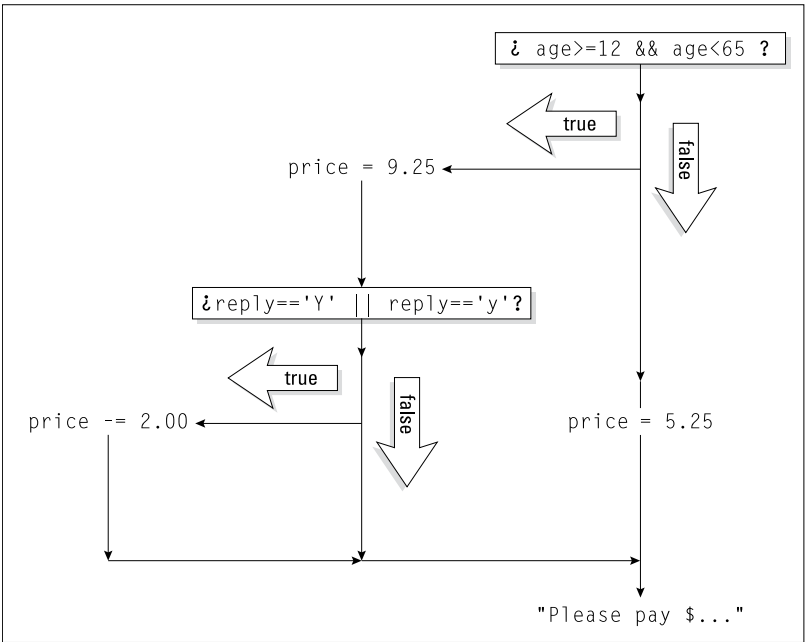 ¿ age>=12 && age<65 ?
true
false
price = 9.25
¿reply=='Y' || reply=='y'?
true
false
price -= 2.00
price = 5.25
"Please pay $..."